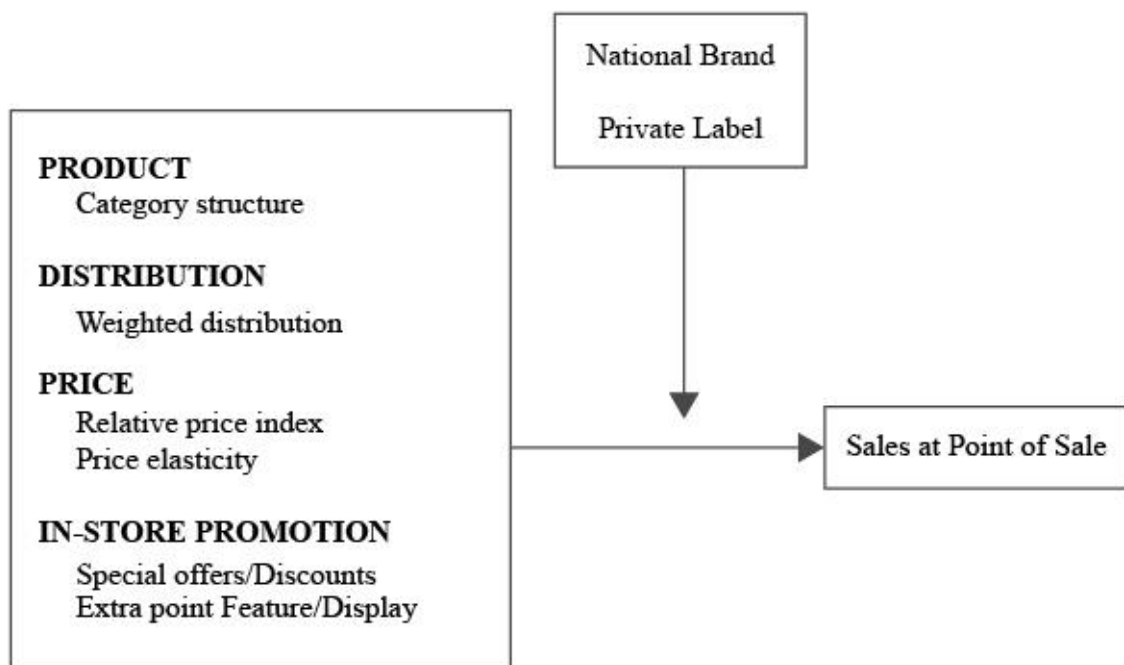 National Brand
Private Label
PRODUCT
Category structure
DISTRIBUTION
Weighted distribution
PRICE
Relative price index
Price elasticity
IN-STORE PROMOTION
Special offers/Discounts
Extra point Feature/Display
Sales at Point of Sale